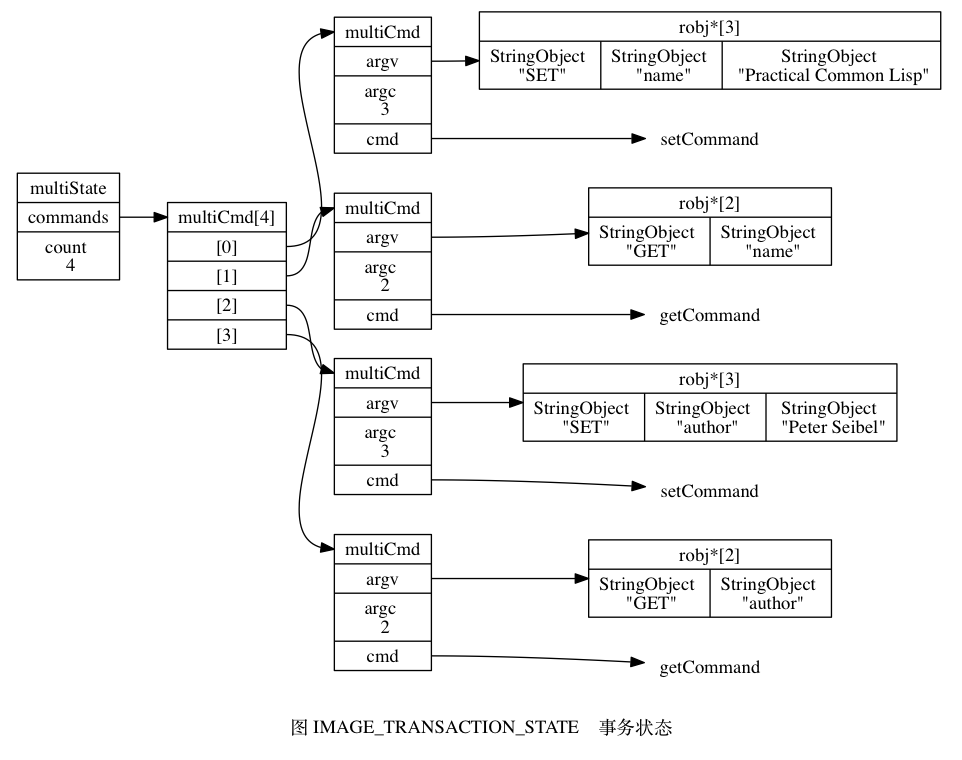 multiState
commands
count
4
multiCmd[4]
[0]
[1]
[2]
[3]
multiCmd
argv
argc
3
cmd
robj*[3]
StringObject
"SET"
StringObject
"name"
StringObject
"Practical Common Lisp"
setCommand
multiCmd
argv
argc
2
cmd
robj*[2]
StringObject
"GET"
StringObject
"name"
getCommand
multiCmd
argv
argc
3
cmd
robj*[3]
StringObject
"SET"
StringObject
"author"
StringObject
"Peter Seibel"
setCommand
multiCmd
argv
argc
2
cmd
robj*[2]
StringObject
"GET"
StringObject
"author"
getCommand
图 IMAGE_TRANSACTION_STATE 事务状态